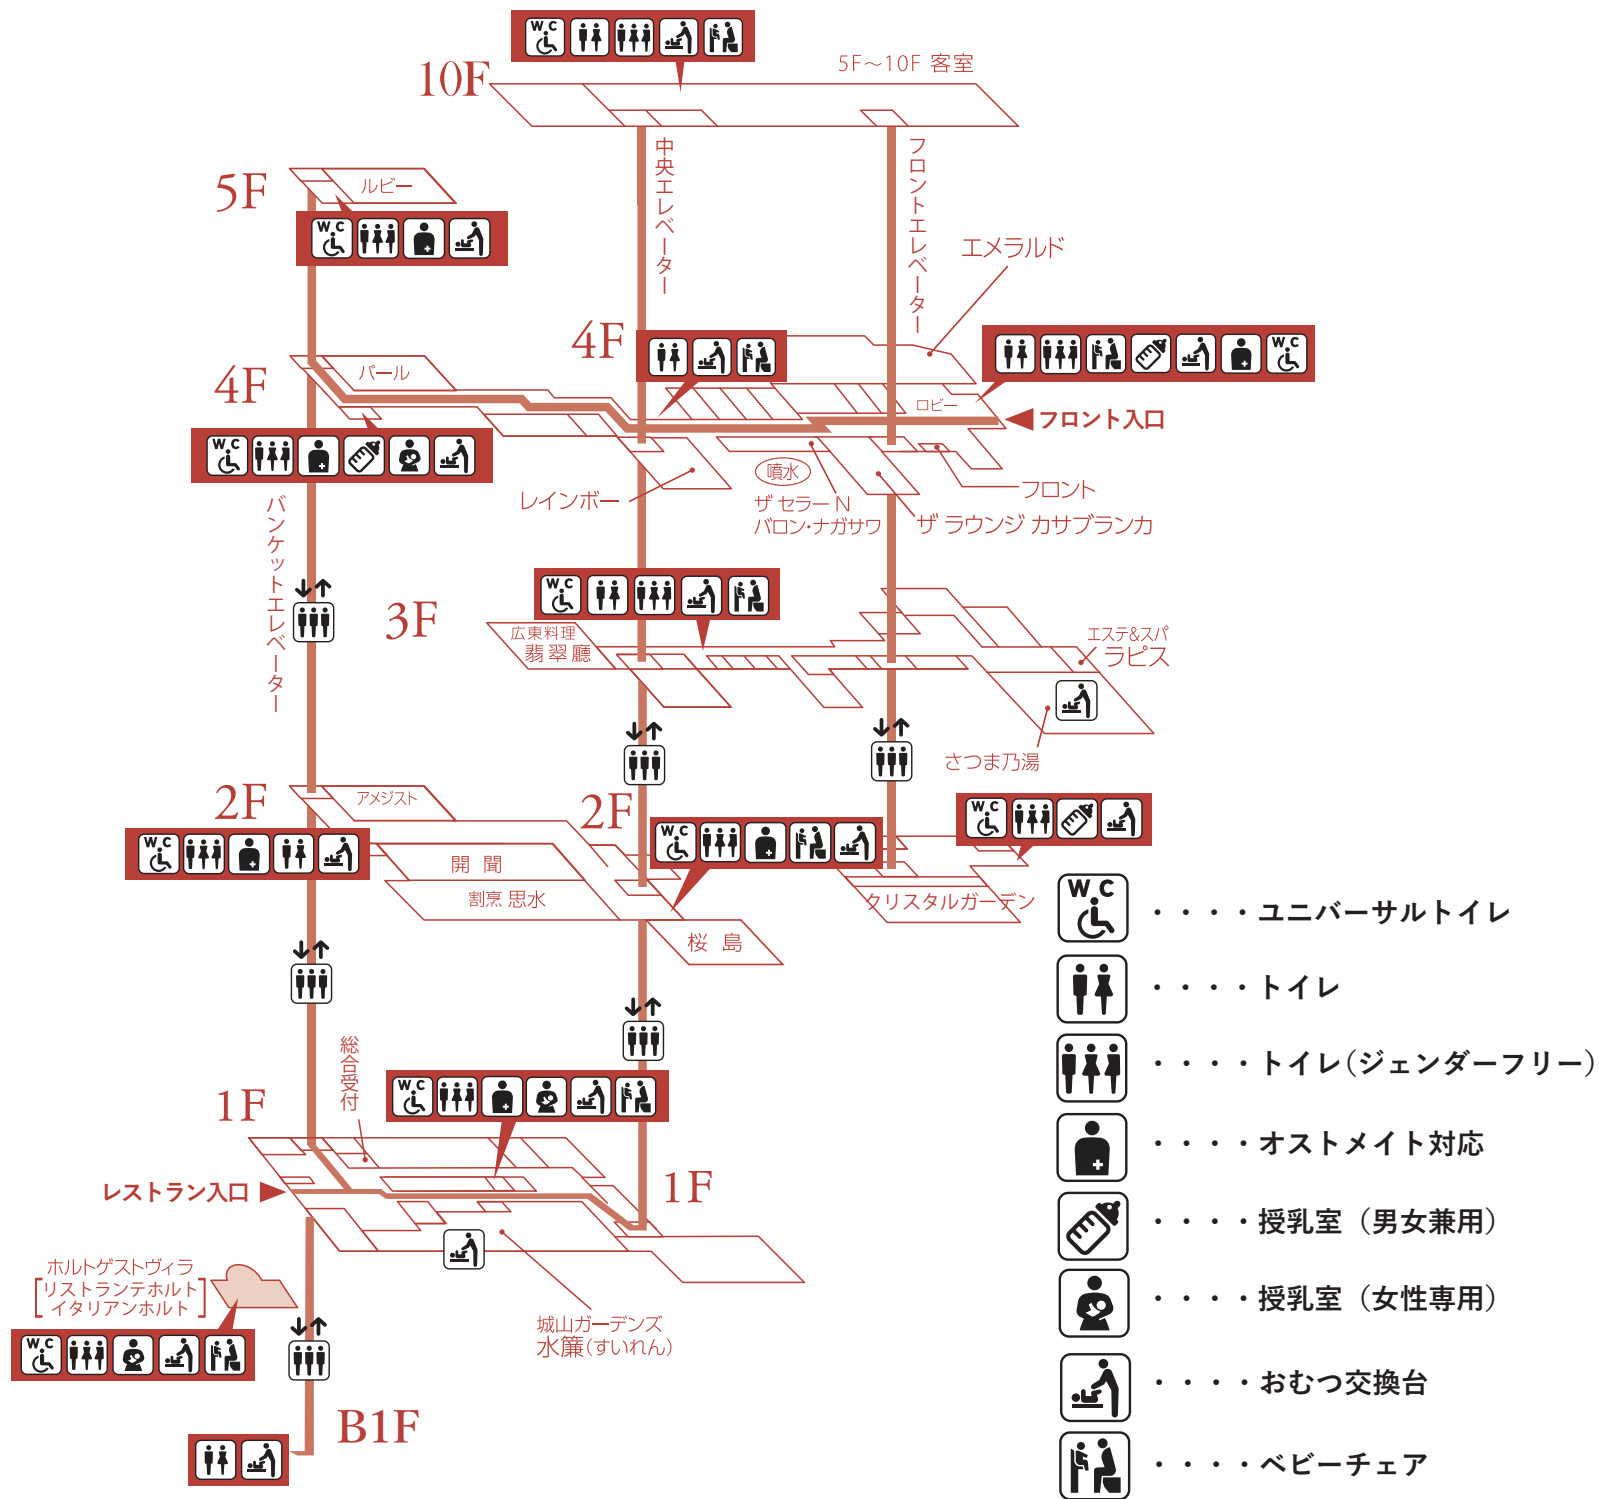 WC
10F
5F～10F 客室
中央エレベーター
フロントエレベーター
5F
ルビー
WC
エメラルド
4F
WC
4F
パール
ロビー
フロント入口
WC
レインボー
噴水
ザ セラー N
バロン・ナガサワ
フロント
ザ ラウンジ カサブランカ
バンケットエレベーター
WC
3F
広東料理
翡翠廳
エステ&スパ
ラピス
さつま乃湯
2F
アメジスト
2F
WC
WC
WC
開 聞
割烹 思水
クリスタルガーデン
桜 島
総合受付
WC
1F
レストラン入口
1F
ホルトゲストヴィラ
[リストランテホルト
イタリアンホルト]
城山ガーデンズ
水簾(すいれん)
WC
B1F
WC ・・・・ユニバーサルトイレ
・・・・トイレ
・・・・トイレ(ジェンダーフリー)
・・・・オストメイト対応
・・・・授乳室（男女兼用）
・・・・授乳室（女性専用）
・・・・おむつ交換台
・・・・ベビーチェア